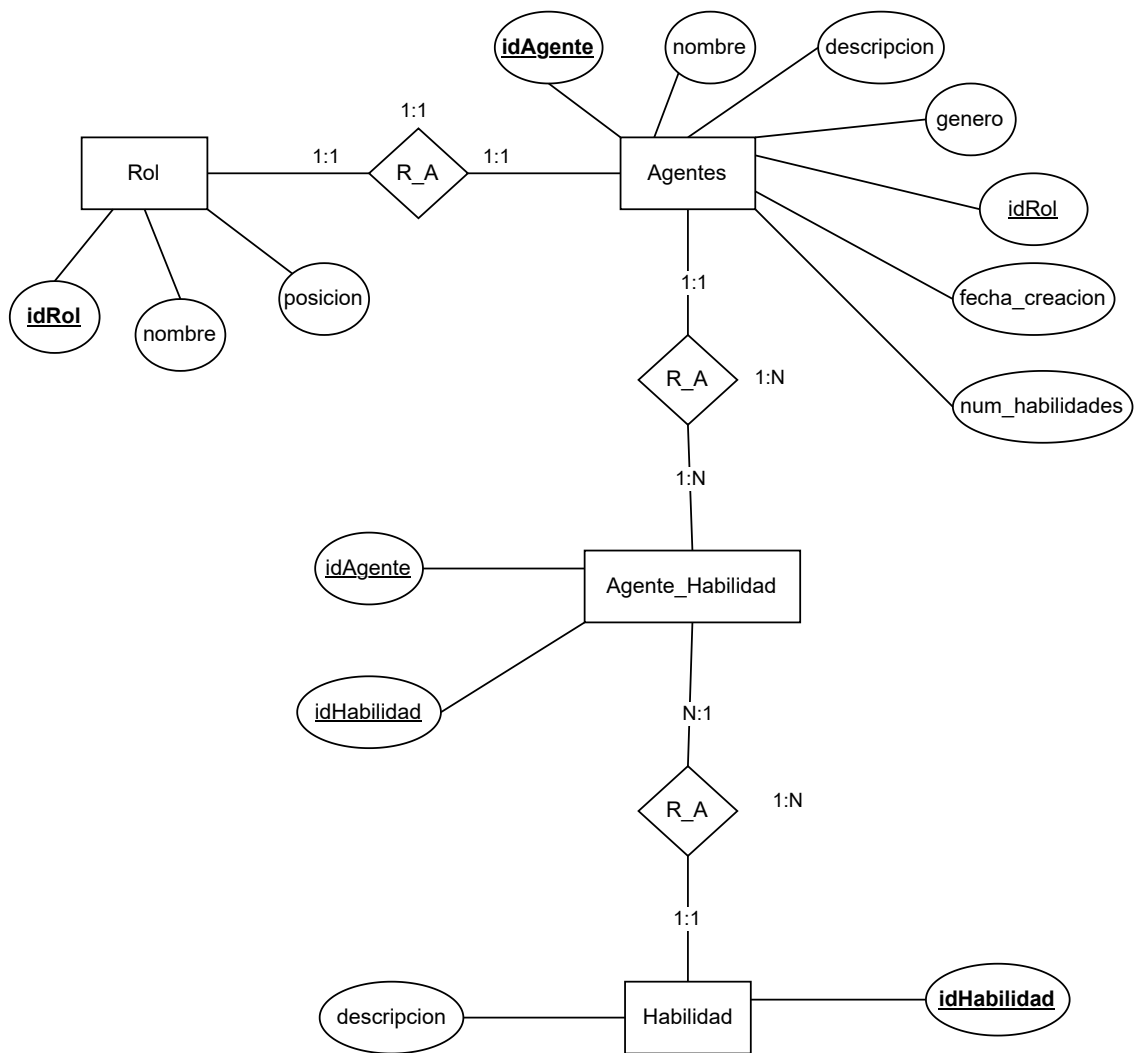 idAgente
nombre
descripcion
genero
1:1
Rol
1:1
R_A
1:1
Agentes
idRol
posicion
idRol
nombre
fecha_creacion
1:1
R_A
1:N
num_habilidades
1:N
idAgente
Agente_Habilidad
idHabilidad
N:1
R_A
1:N
1:1
descripcion
Habilidad
idHabilidad